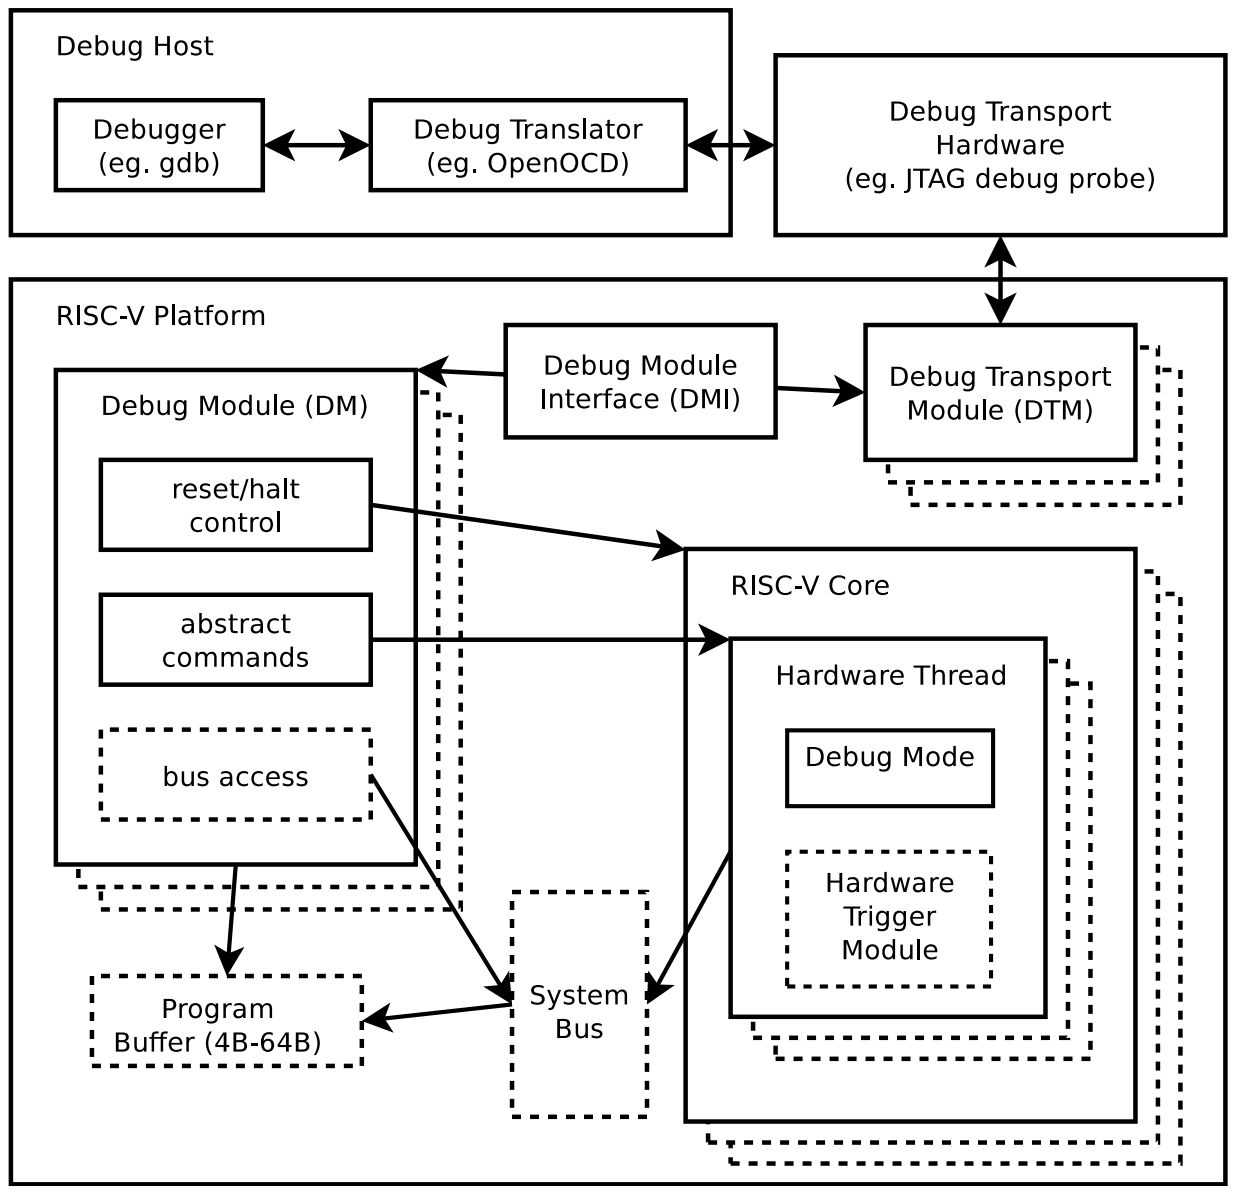 Debug Host
Debugger
(eg. gdb)
Debug Translator
(eg. OpenOCD)
Debug Transport
Hardware
(eg. JTAG debug probe)
RISC-V Platform
Debug Module
Interface (DMI)
Debug Transport
Module (DTM)
Debug Module (DM)
reset/halt
control
abstract
commands
bus access
RISC-V Core
Hardware Thread
Debug Mode
Hardware
Trigger
Module
System
Bus
Program
Buffer (4B-64B)